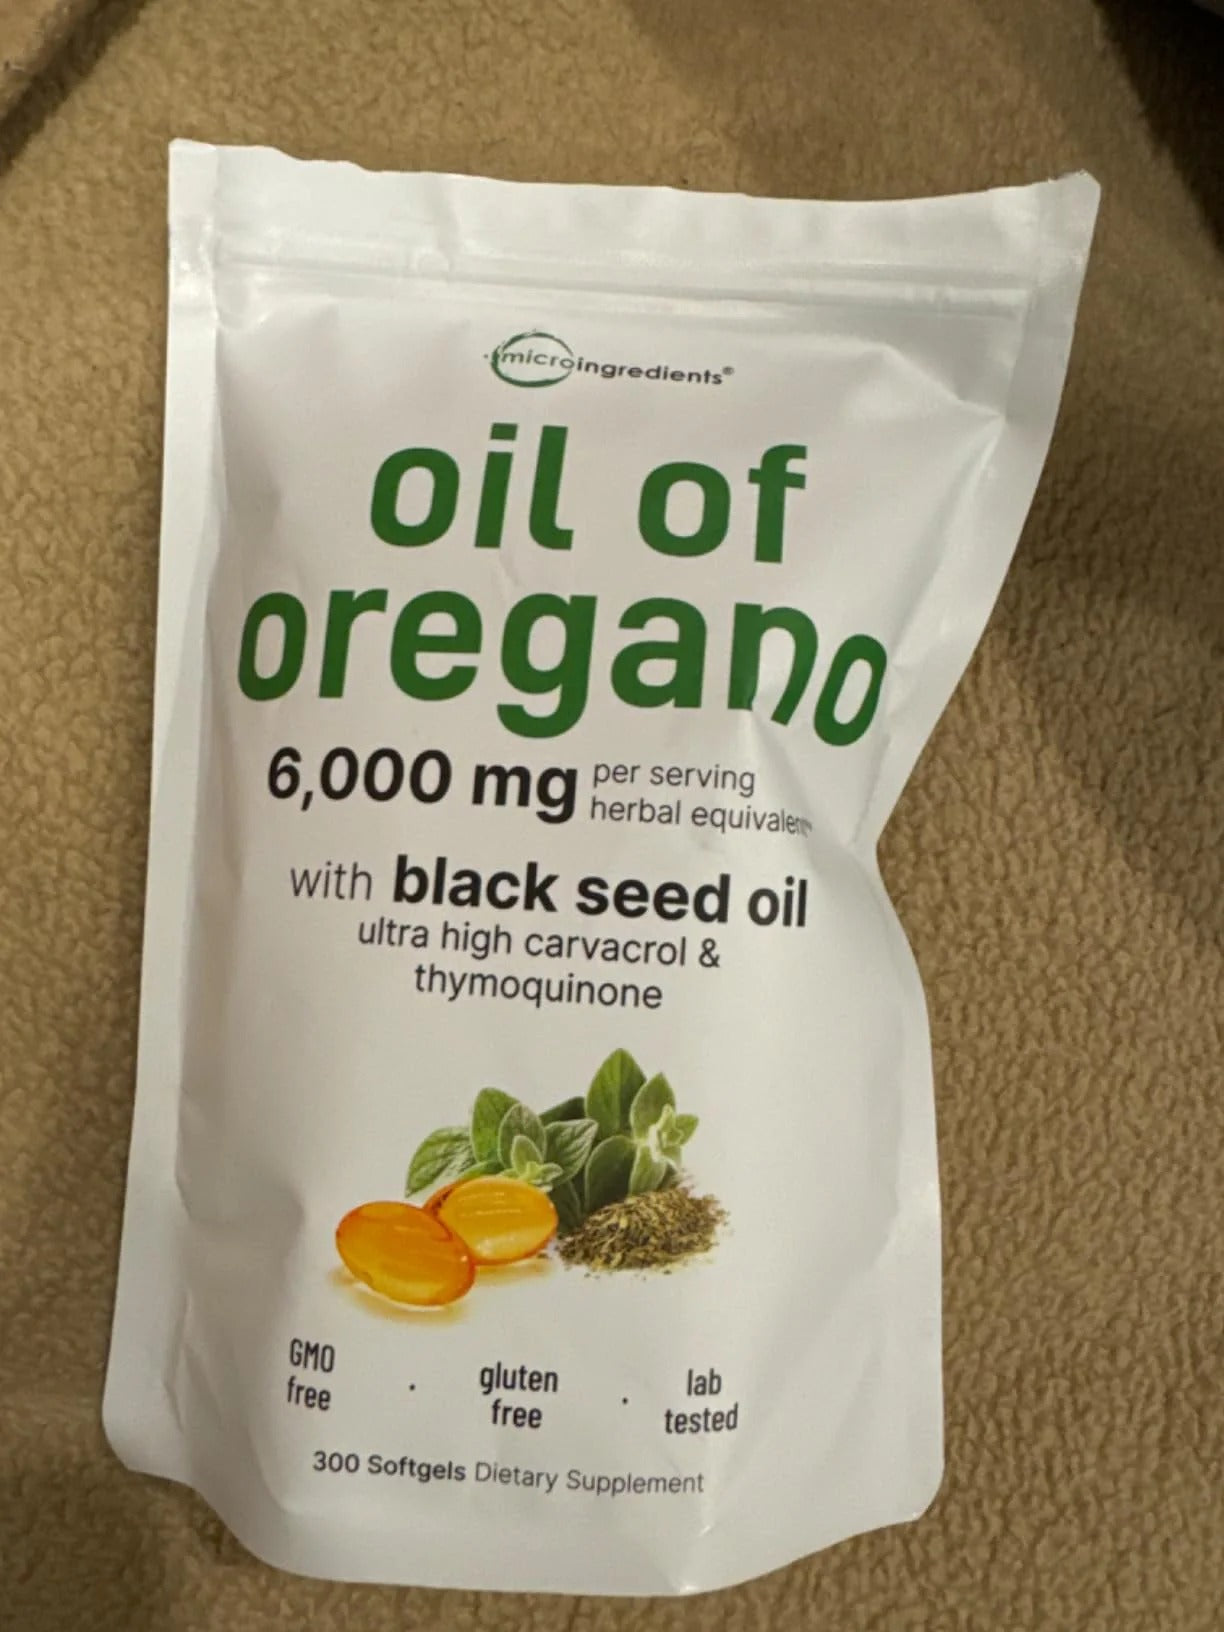 microingredients®
oil of
oregano
6,000 mg per serving
herbal equivalent
with black seed oil
ultra high carvacrol &
thymoquinone
GMO
free
·
gluten
free
·
lab
tested
300 Softgels Dietary Supplement